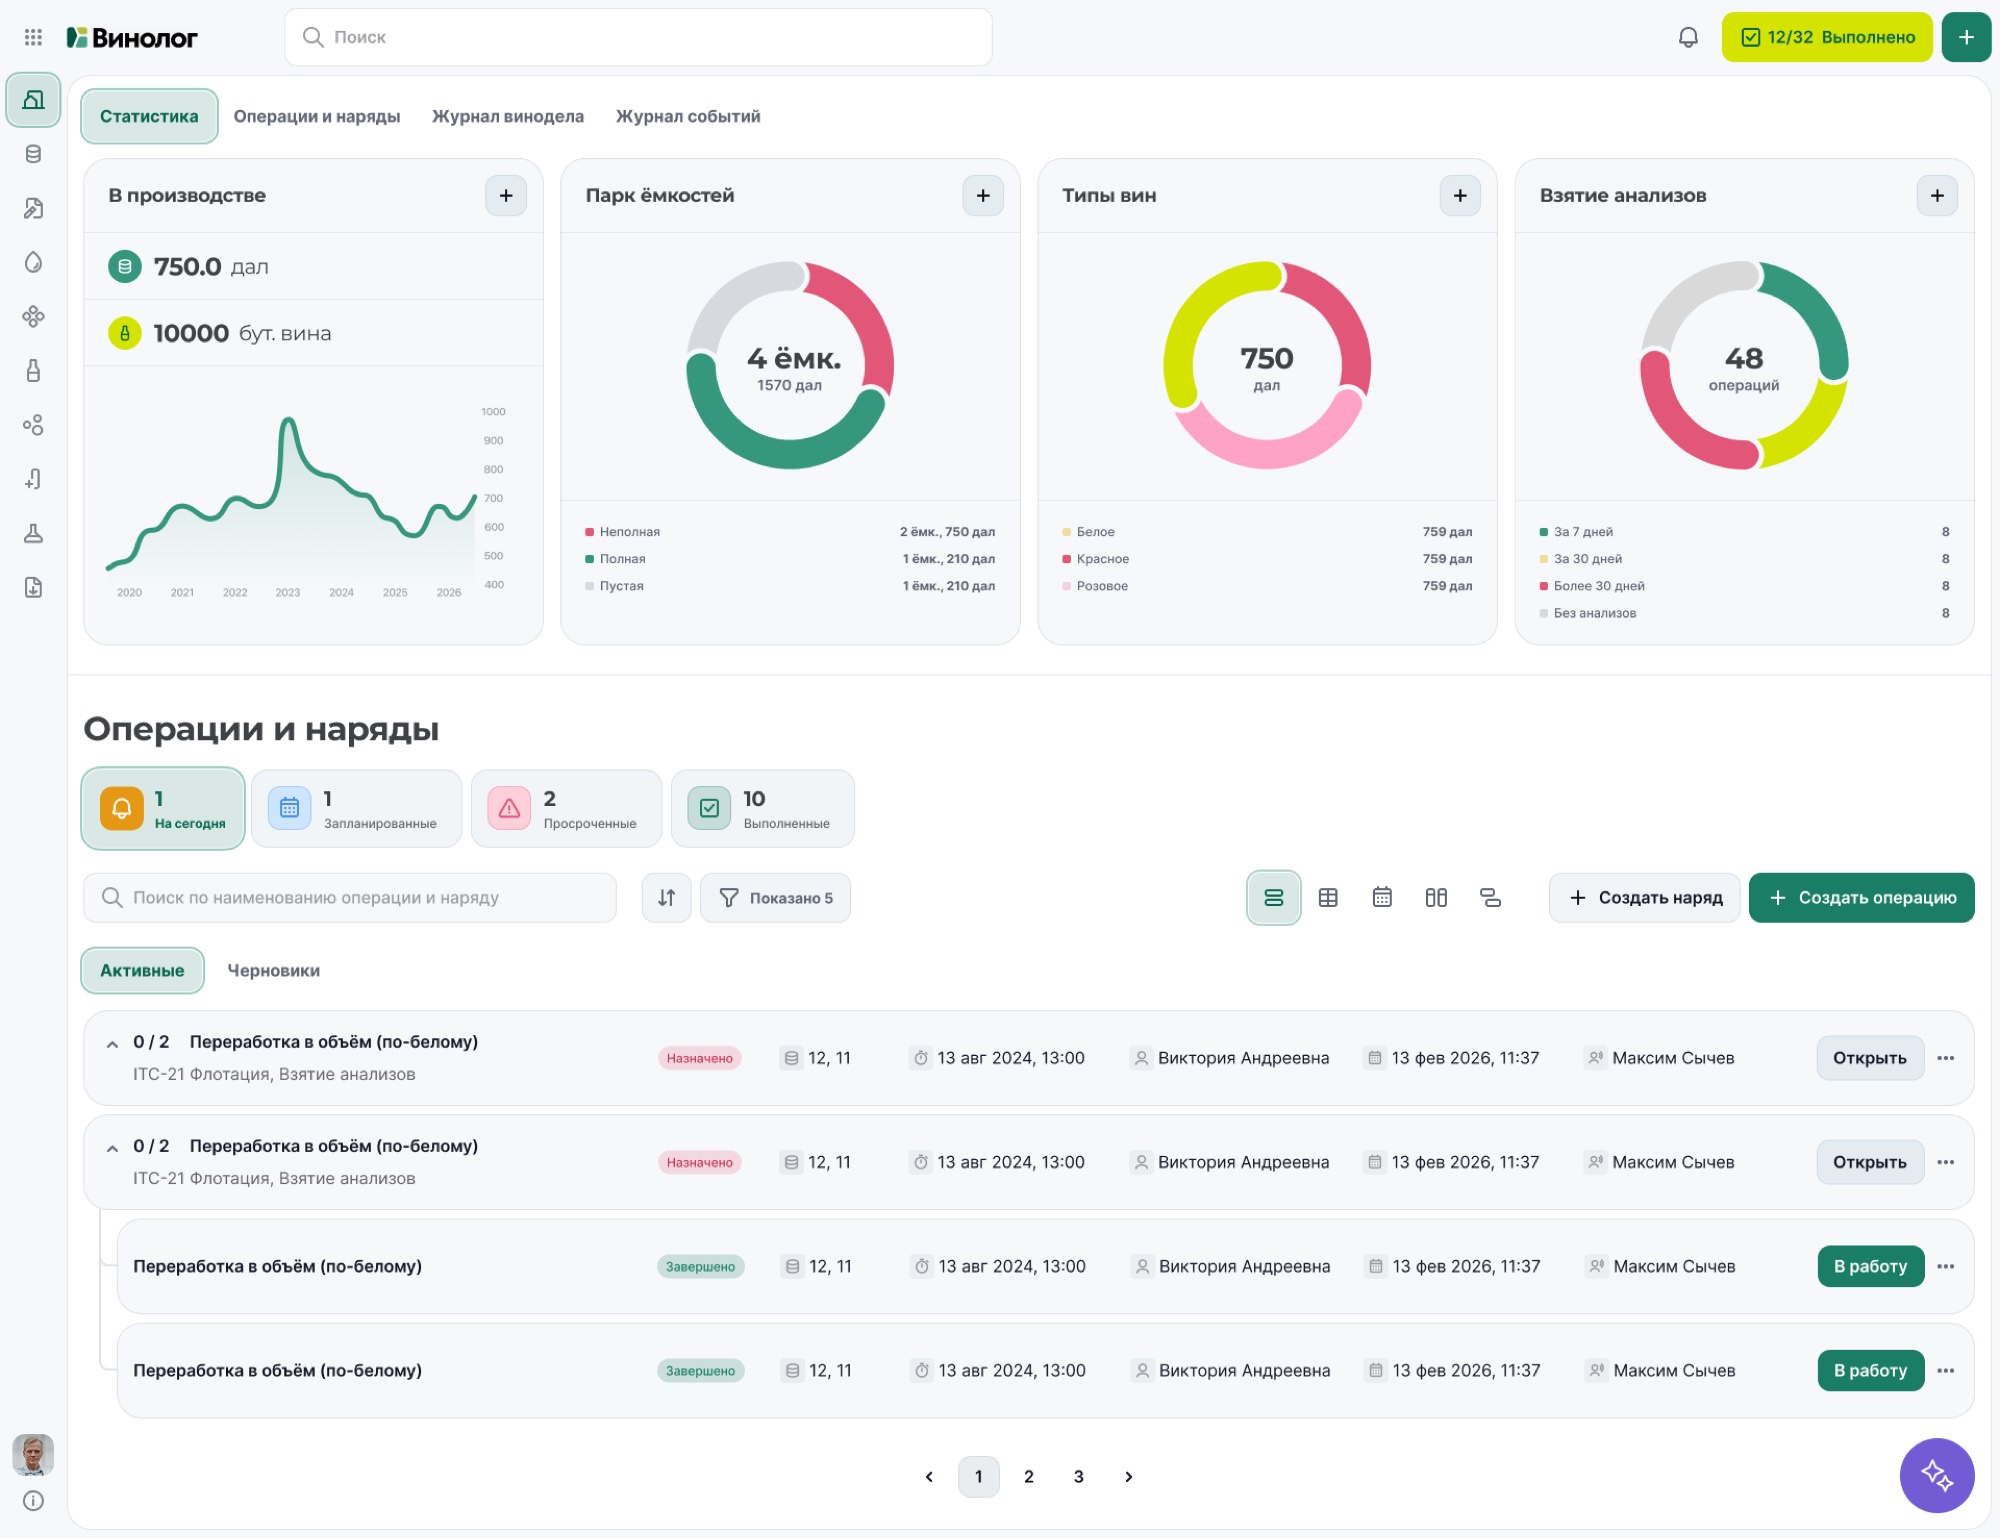 Винолог
Поиск
12/32 Выполнено
Статистика
Операции и наряды
Журнал винодела
Журнал событий
В производстве
750.0 дал
10000 бут. вина
1000
900
800
700
600
500
400
2020 2021 2022 2023 2024 2025 2026
Парк ёмкостей
4 ёмк.
1570 дал
Неполная 2 ёмк., 750 дал
Полная 1 ёмк., 210 дал
Пустая 1 ёмк., 210 дал
Типы вин
750
дал
Белое 759 дал
Красное 759 дал
Розовое 759 дал
Взятие анализов
48
операций
За 7 дней 8
За 30 дней 8
Более 30 дней 8
Без анализов 8
Операции и наряды
1
На сегодня
1
Запланированные
2
Просроченные
10
Выполненные
Поиск по наименованию операции и наряду
Показано 5
Создать наряд
Создать операцию
Активные
Черновики
0 / 2 Переработка в объём (по-белому)
ITC-21 Флотация, Взятие анализов
Назначено 12, 11 13 авг 2024, 13:00 Виктория Андреевна 13 фев 2026, 11:37 Максим Сычев Открыть
0 / 2 Переработка в объём (по-белому)
ITC-21 Флотация, Взятие анализов
Назначено 12, 11 13 авг 2024, 13:00 Виктория Андреевна 13 фев 2026, 11:37 Максим Сычев Открыть
Переработка в объём (по-белому) Завершено 12, 11 13 авг 2024, 13:00 Виктория Андреевна 13 фев 2026, 11:37 Максим Сычев В работу
Переработка в объём (по-белому) Завершено 12, 11 13 авг 2024, 13:00 Виктория Андреевна 13 фев 2026, 11:37 Максим Сычев В работу
1 2 3